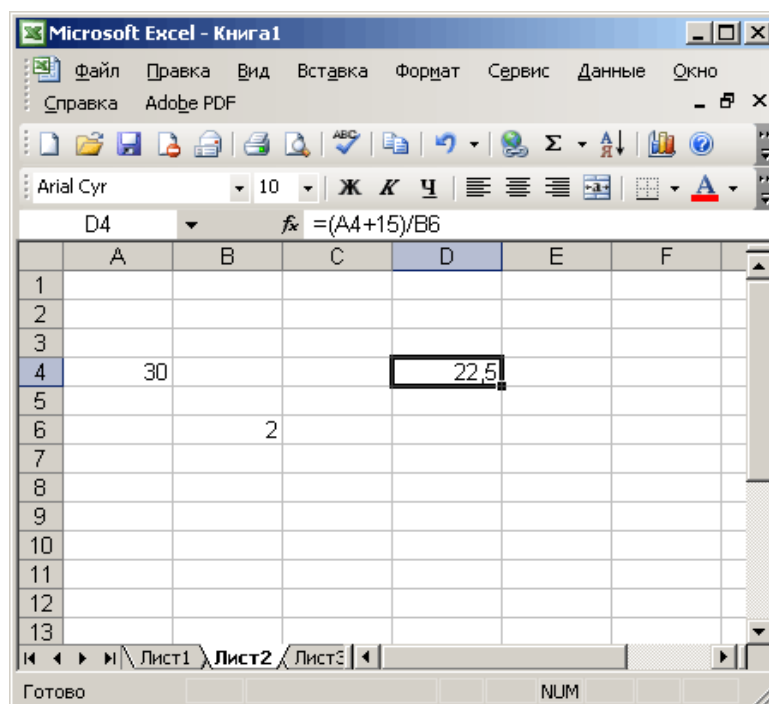 Microsoft Excel - Книга1
Файл Правка Вид Вставка Формат Сервис Данные Окно
Справка Adobe PDF
ABC Σ А Я
Arial Cyr 10 Ж К Ч a A
D4 fx =(A4+15)/B6
A B C D E F
1
2
3
4 30 22,5
5
6 2
7
8
9
10
11
12
13
Лист1 Лист2 Лист3
Готово NUM